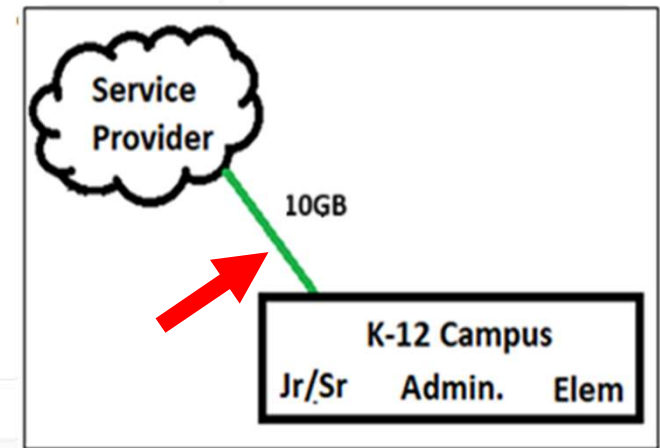 Service
Provider
10GB
K-12 Campus
Jr/Sr Admin. Elem